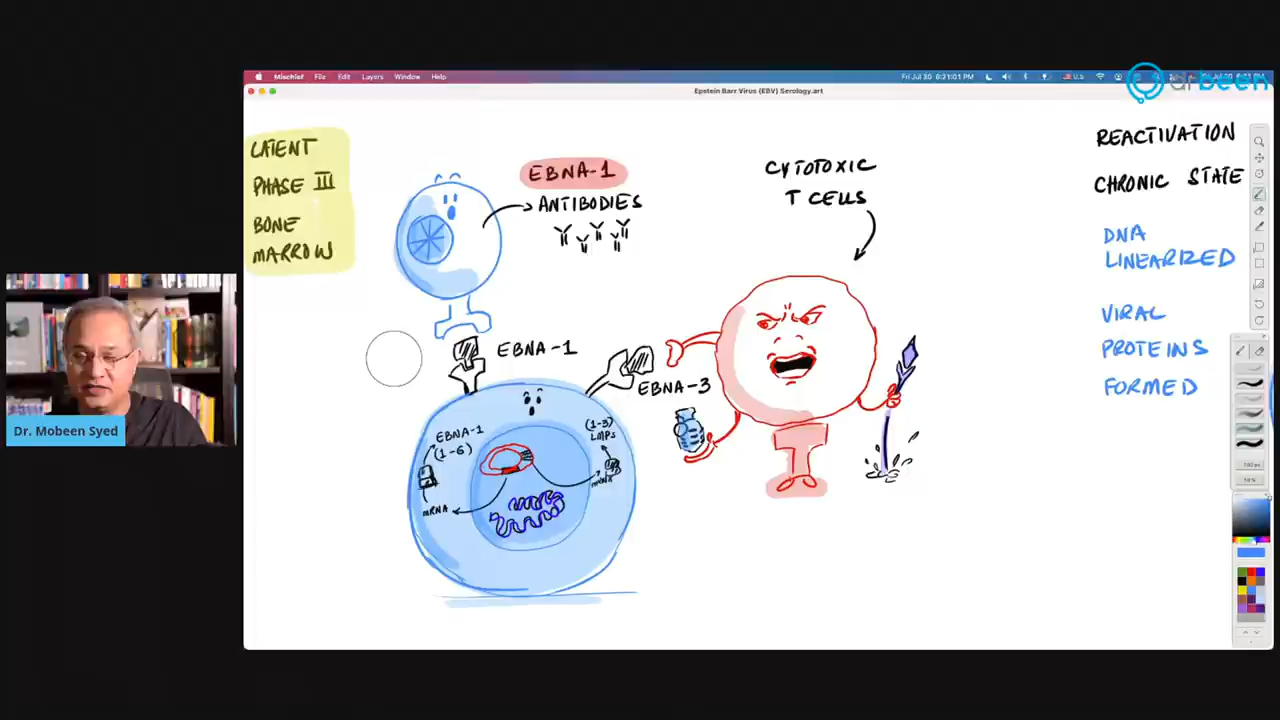 Mischief File Edit Layers Window Help
Epstein Barr Virus (EBV) Serology.art
drbeen
LATENT
PHASE III
BONE
MARROW
EBNA-1
ANTIBODIES
CYTOTOXIC
T CELLS
REACTIVATION
CHRONIC STATE
DNA
LINEARIZED
VIRAL
PROTEINS
FORMED
EBNA-1
EBNA-3
EBNA-1
(1-6)
mRNA
(1-3)
LMPs
mRNA
Dr. Mobeen Syed